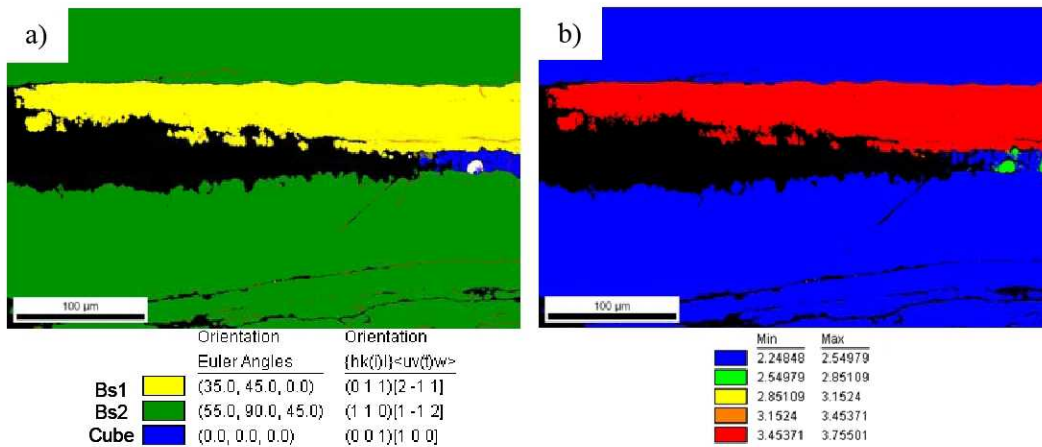 a)
b)
100 µm
100 µm
Orientation Orientation
Euler Angles {hk(i)l}<uv(t)w>
Bs1 (35.0, 45.0, 0.0) (0 1 1)[2 -1 1]
Bs2 (55.0, 90.0, 45.0) (1 1 0)[1 -1 2]
Cube (0.0, 0.0, 0.0) (0 0 1)[1 0 0]
Min Max
2.24848 2.54979
2.54979 2.85109
2.85109 3.1524
3.1524 3.45371
3.45371 3.75501